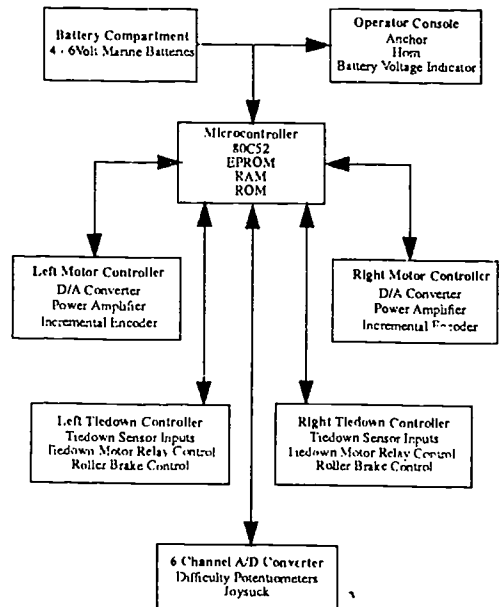 Battery Compartment
4 - 6Volt Marine Batteries
Operator Console
Anchor
Horn
Battery Voltage Indicator
Microcontroller
80C52
EPROM
RAM
ROM
Left Motor Controller
D/A Converter
Power Amplifier
Incremental Encoder
Right Motor Controller
D/A Converter
Power Amplifier
Incremental Encoder
Left Tiedown Controller
Tiedown Sensor Inputs
Tiedown Motor Relay Control
Roller Brake Control
Right Tiedown Controller
Tiedown Sensor Inputs
Tiedown Motor Relay Control
Roller Brake Control
6 Channel A/D Converter
Difficulty Potentiometers
Joystick